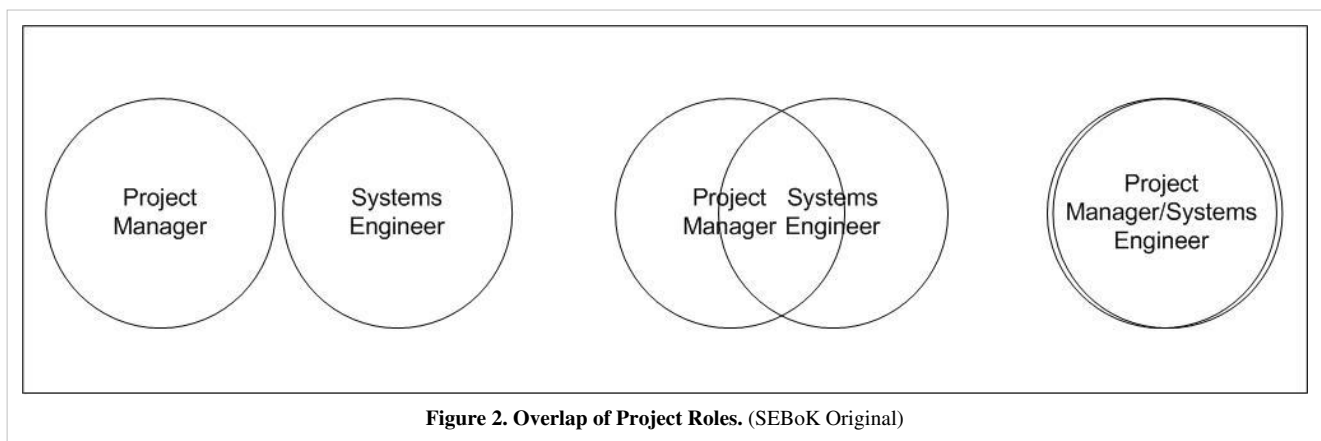 Project
Manager
Systems
Engineer
Project
Manager
Systems
Engineer
Project
Manager/Systems
Engineer
Figure 2. Overlap of Project Roles. (SEBoK Original)